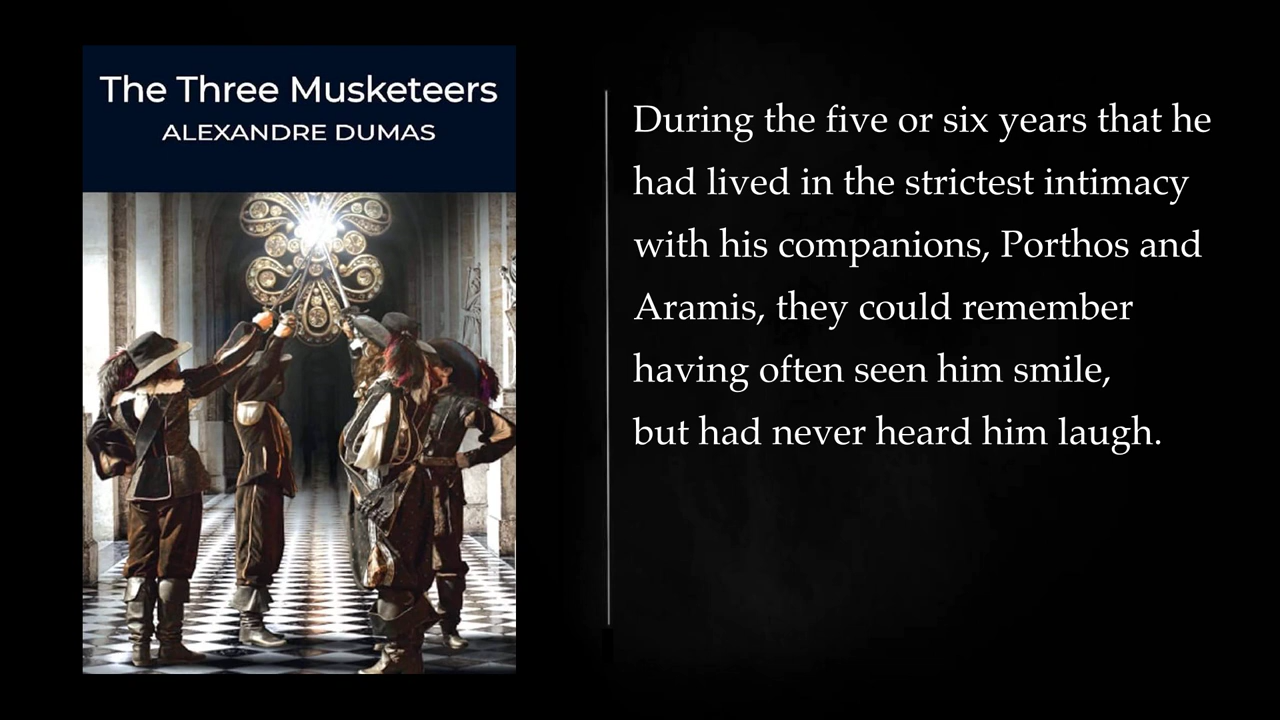 The Three Musketeers
ALEXANDRE DUMAS
During the five or six years that he
had lived in the strictest intimacy
with his companions, Porthos and
Aramis, they could remember
having often seen him smile,
but had never heard him laugh.